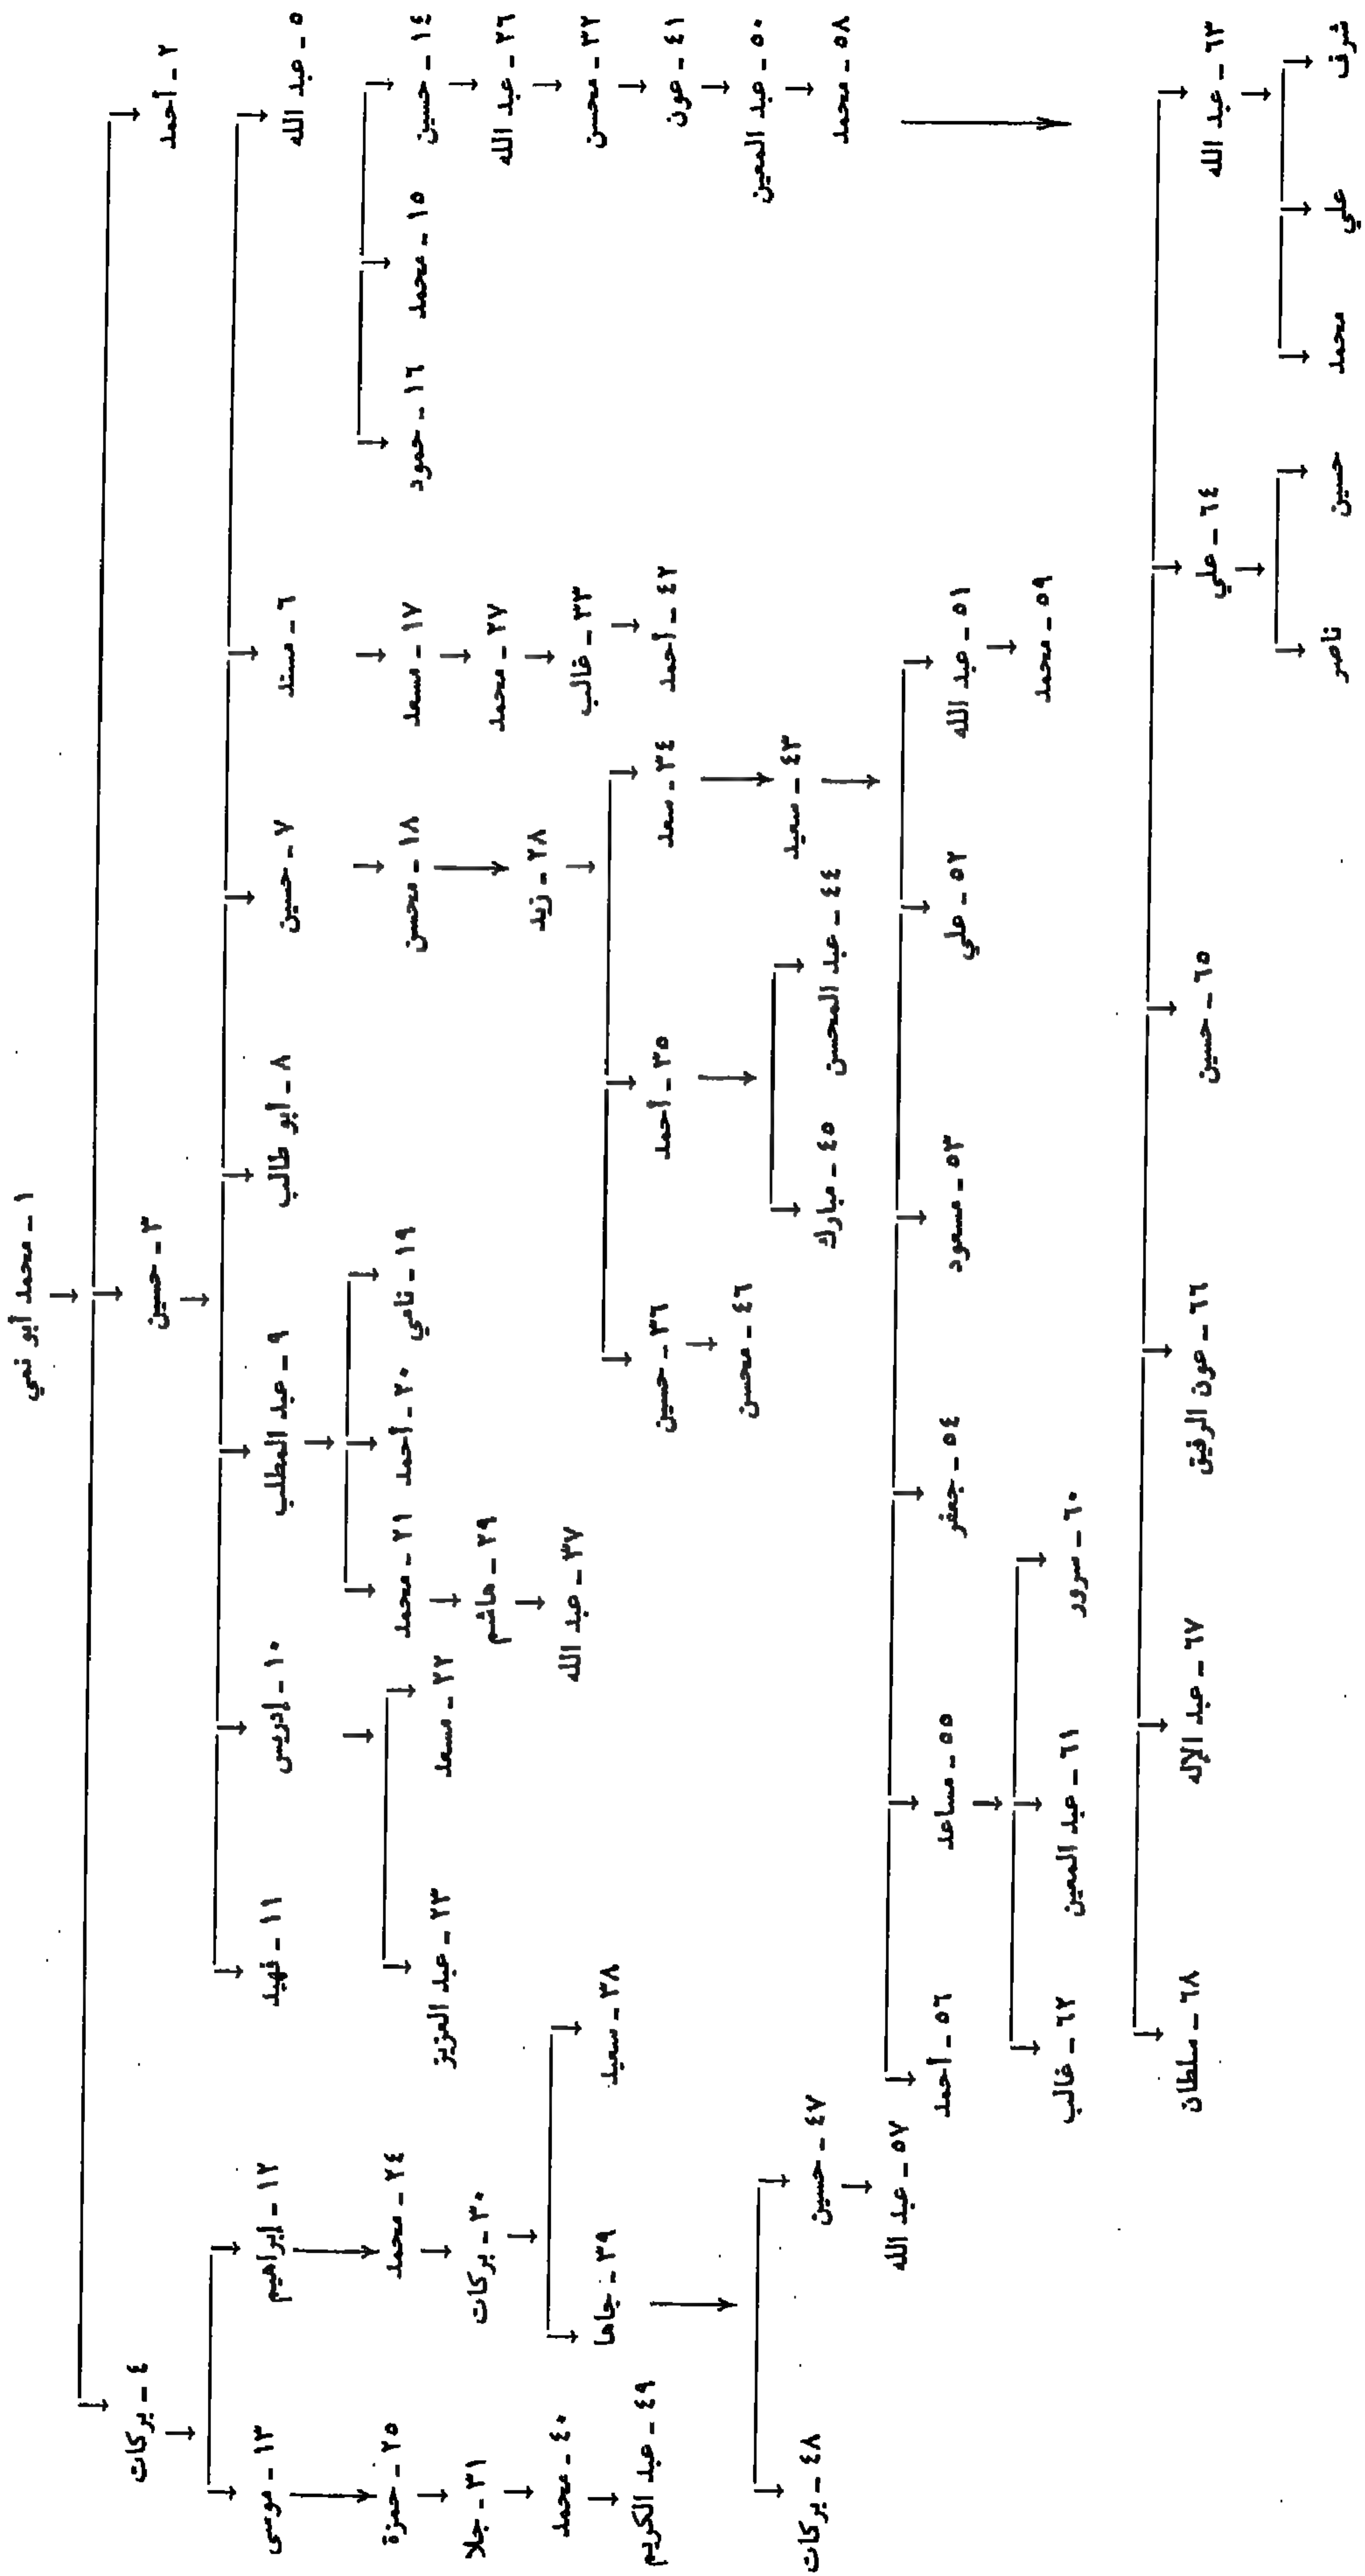 ١ - محمد أبو نمي
٢ - أحمد
٣ - حسين
٤ - بركات
٥ - عبد الله
٦ - مسند
٧ - حسين
٨ - أبو طالب
٩ - عبد المطلب
١٠ - إدريس
١١ - فهيد
١٢ - إبراهيم
١٣ - موسى
١٤ - حسين
١٥ - محمد
١٦ - حمود
١٧ - مسعد
١٨ - محسن
١٩ - نامي
٢٠ - أحمد
٢١ - محمد
٢٢ - مسعد
٢٣ - عبد العزيز
٢٤ - محمد
٢٥ - حمزة
٢٦ - عبد الله
٢٧ - محمد
٢٨ - زيد
٢٩ - هاشم
٣٠ - بركات
٣١ - جلا
٣٢ - محسن
٣٣ - غالب
٣٤ - سعد
٣٥ - أحمد
٣٦ - حسين
٣٧ - عبد الله
٣٨ - سعيد
٣٩ - جاها
٤٠ - محمد
٤١ - عون
٤٢ - أحمد
٤٣ - سعيد
٤٤ - عبد المحسن
٤٥ - مبارك
٤٦ - محسن
٤٧ - حسين
٤٨ - بركات
٤٩ - عبد الكريم
٥٠ - عبد المعين
٥١ - عبد الله
٥٢ - علي
٥٣ - مسعود
٥٤ - جعفر
٥٥ - مساعد
٥٦ - أحمد
٥٧ - عبد الله
٥٨ - محمد
٥٩ - محمد
٦٠ - سرور
٦١ - عبد المعين
٦٢ - غالب
٦٣ - عبد الله
٦٤ - علي
٦٥ - حسين
٦٦ - عون الرفيق
٦٧ - عبد الإله
٦٨ - سلطان
شرف
علي
محمد
حسين
ناصر